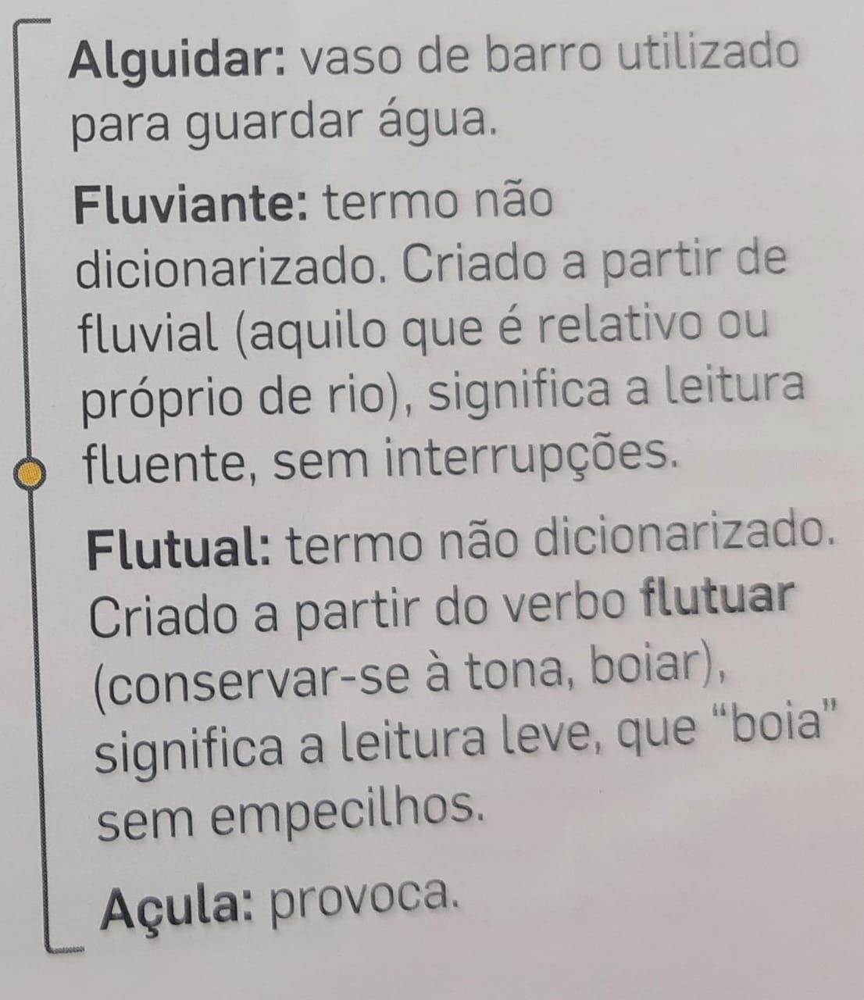 Alguidar: vaso de barro utilizado
para guardar água.
Fluviante: termo não
dicionarizado. Criado a partir de
fluvial (aquilo que é relativo ou
próprio de rio), significa a leitura
fluente, sem interrupções.
Flutual: termo não dicionarizado.
Criado a partir do verbo flutuar
(conservar-se à tona, boiar),
significa a leitura leve, que “boia”
sem empecilhos.
Açula: provoca.